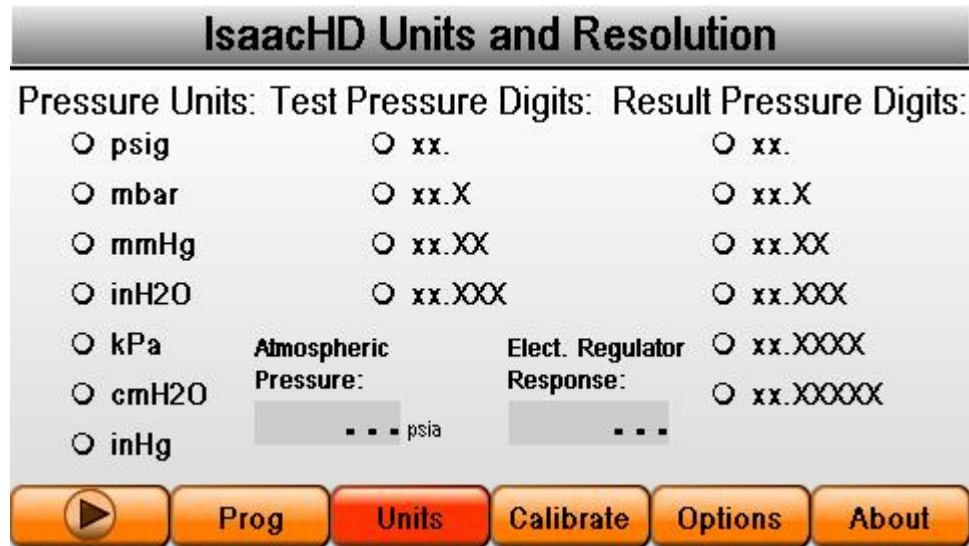 IsaacHD Units and Resolution
Pressure Units: Test Pressure Digits: Result Pressure Digits:
psig xx. xx.
mbar xx.X xx.X
mmHg xx.XX xx.XX
inH2O xx.XXX xx.XXX
kPa Atmospheric Elect. Regulator xx.XXXX
Pressure: Response:
cmH2O xx.XXXXX
--- psia ---
inHg
Prog Units Calibrate Options About